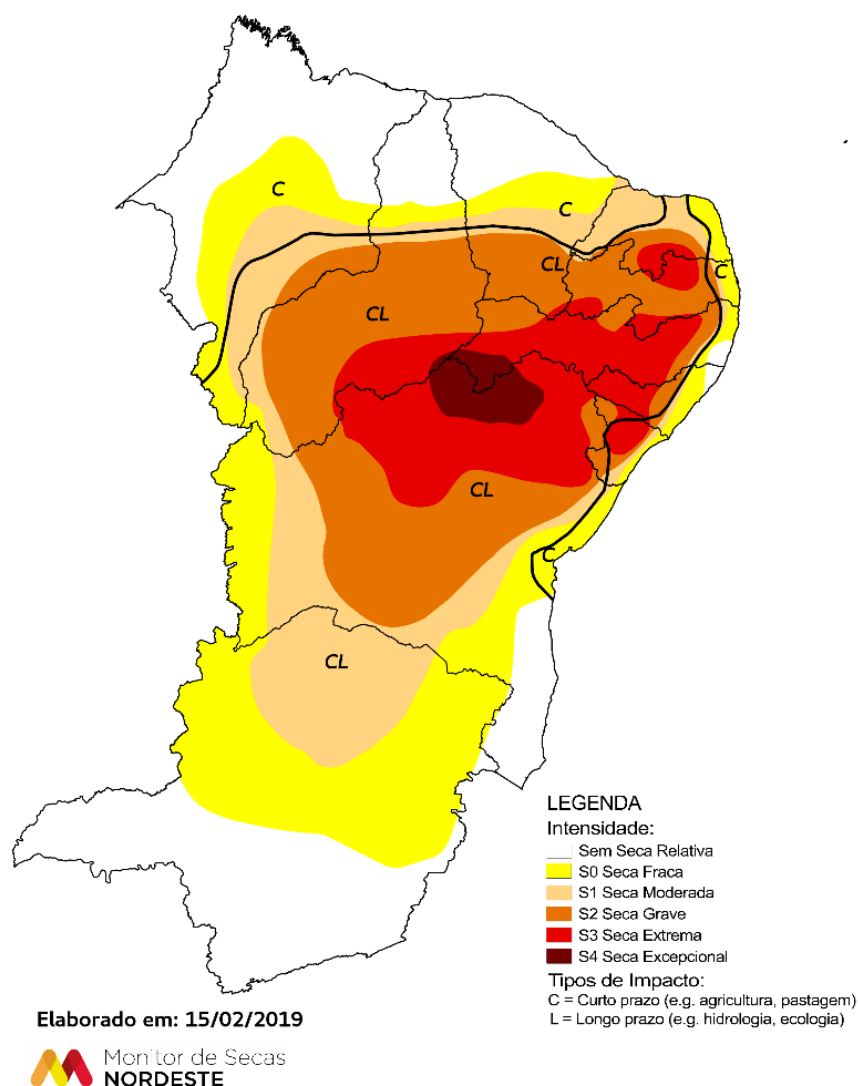 C
C
CL
C
CL
CL
C
CL
LEGENDA
Intensidade:
Sem Seca Relativa
S0 Seca Fraca
S1 Seca Moderada
S2 Seca Grave
S3 Seca Extrema
S4 Seca Excepcional
Tipos de Impacto:
C = Curto prazo (e.g. agricultura, pastagem)
L = Longo prazo (e.g. hidrologia, ecologia)
Elaborado em: 15/02/2019
Monitor de Secas
NORDESTE